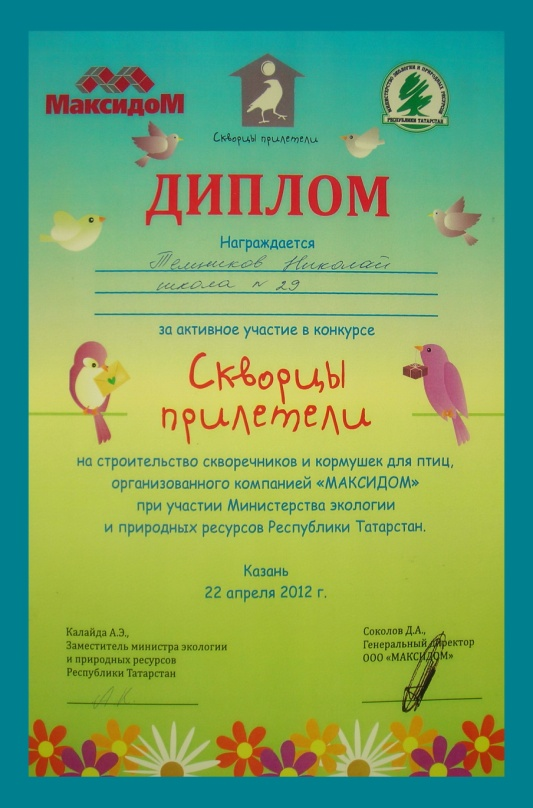 МаксидоМ
Скворцы прилетели
МИНИСТЕРСТВО ЭКОЛОГИИ И ПРИРОДНЫХ РЕСУРСОВ
РЕСПУБЛИКИ ТАТАРСТАН
ДИПЛОМ
Награждается
Темников Николай
школа № 29
за активное участие в конкурсе
Скворцы
прилетели
на строительство скворечников и кормушек для птиц,
организованного компанией «МАКСИДОМ»
при участии Министерства экологии
и природных ресурсов Республики Татарстан.
Казань
22 апреля 2012 г.
Калайда А.Э.,
Заместитель министра экологии
и природных ресурсов
Республики Татарстан
Соколов Д.А.,
Генеральный директор
ООО «МАКСИДОМ»